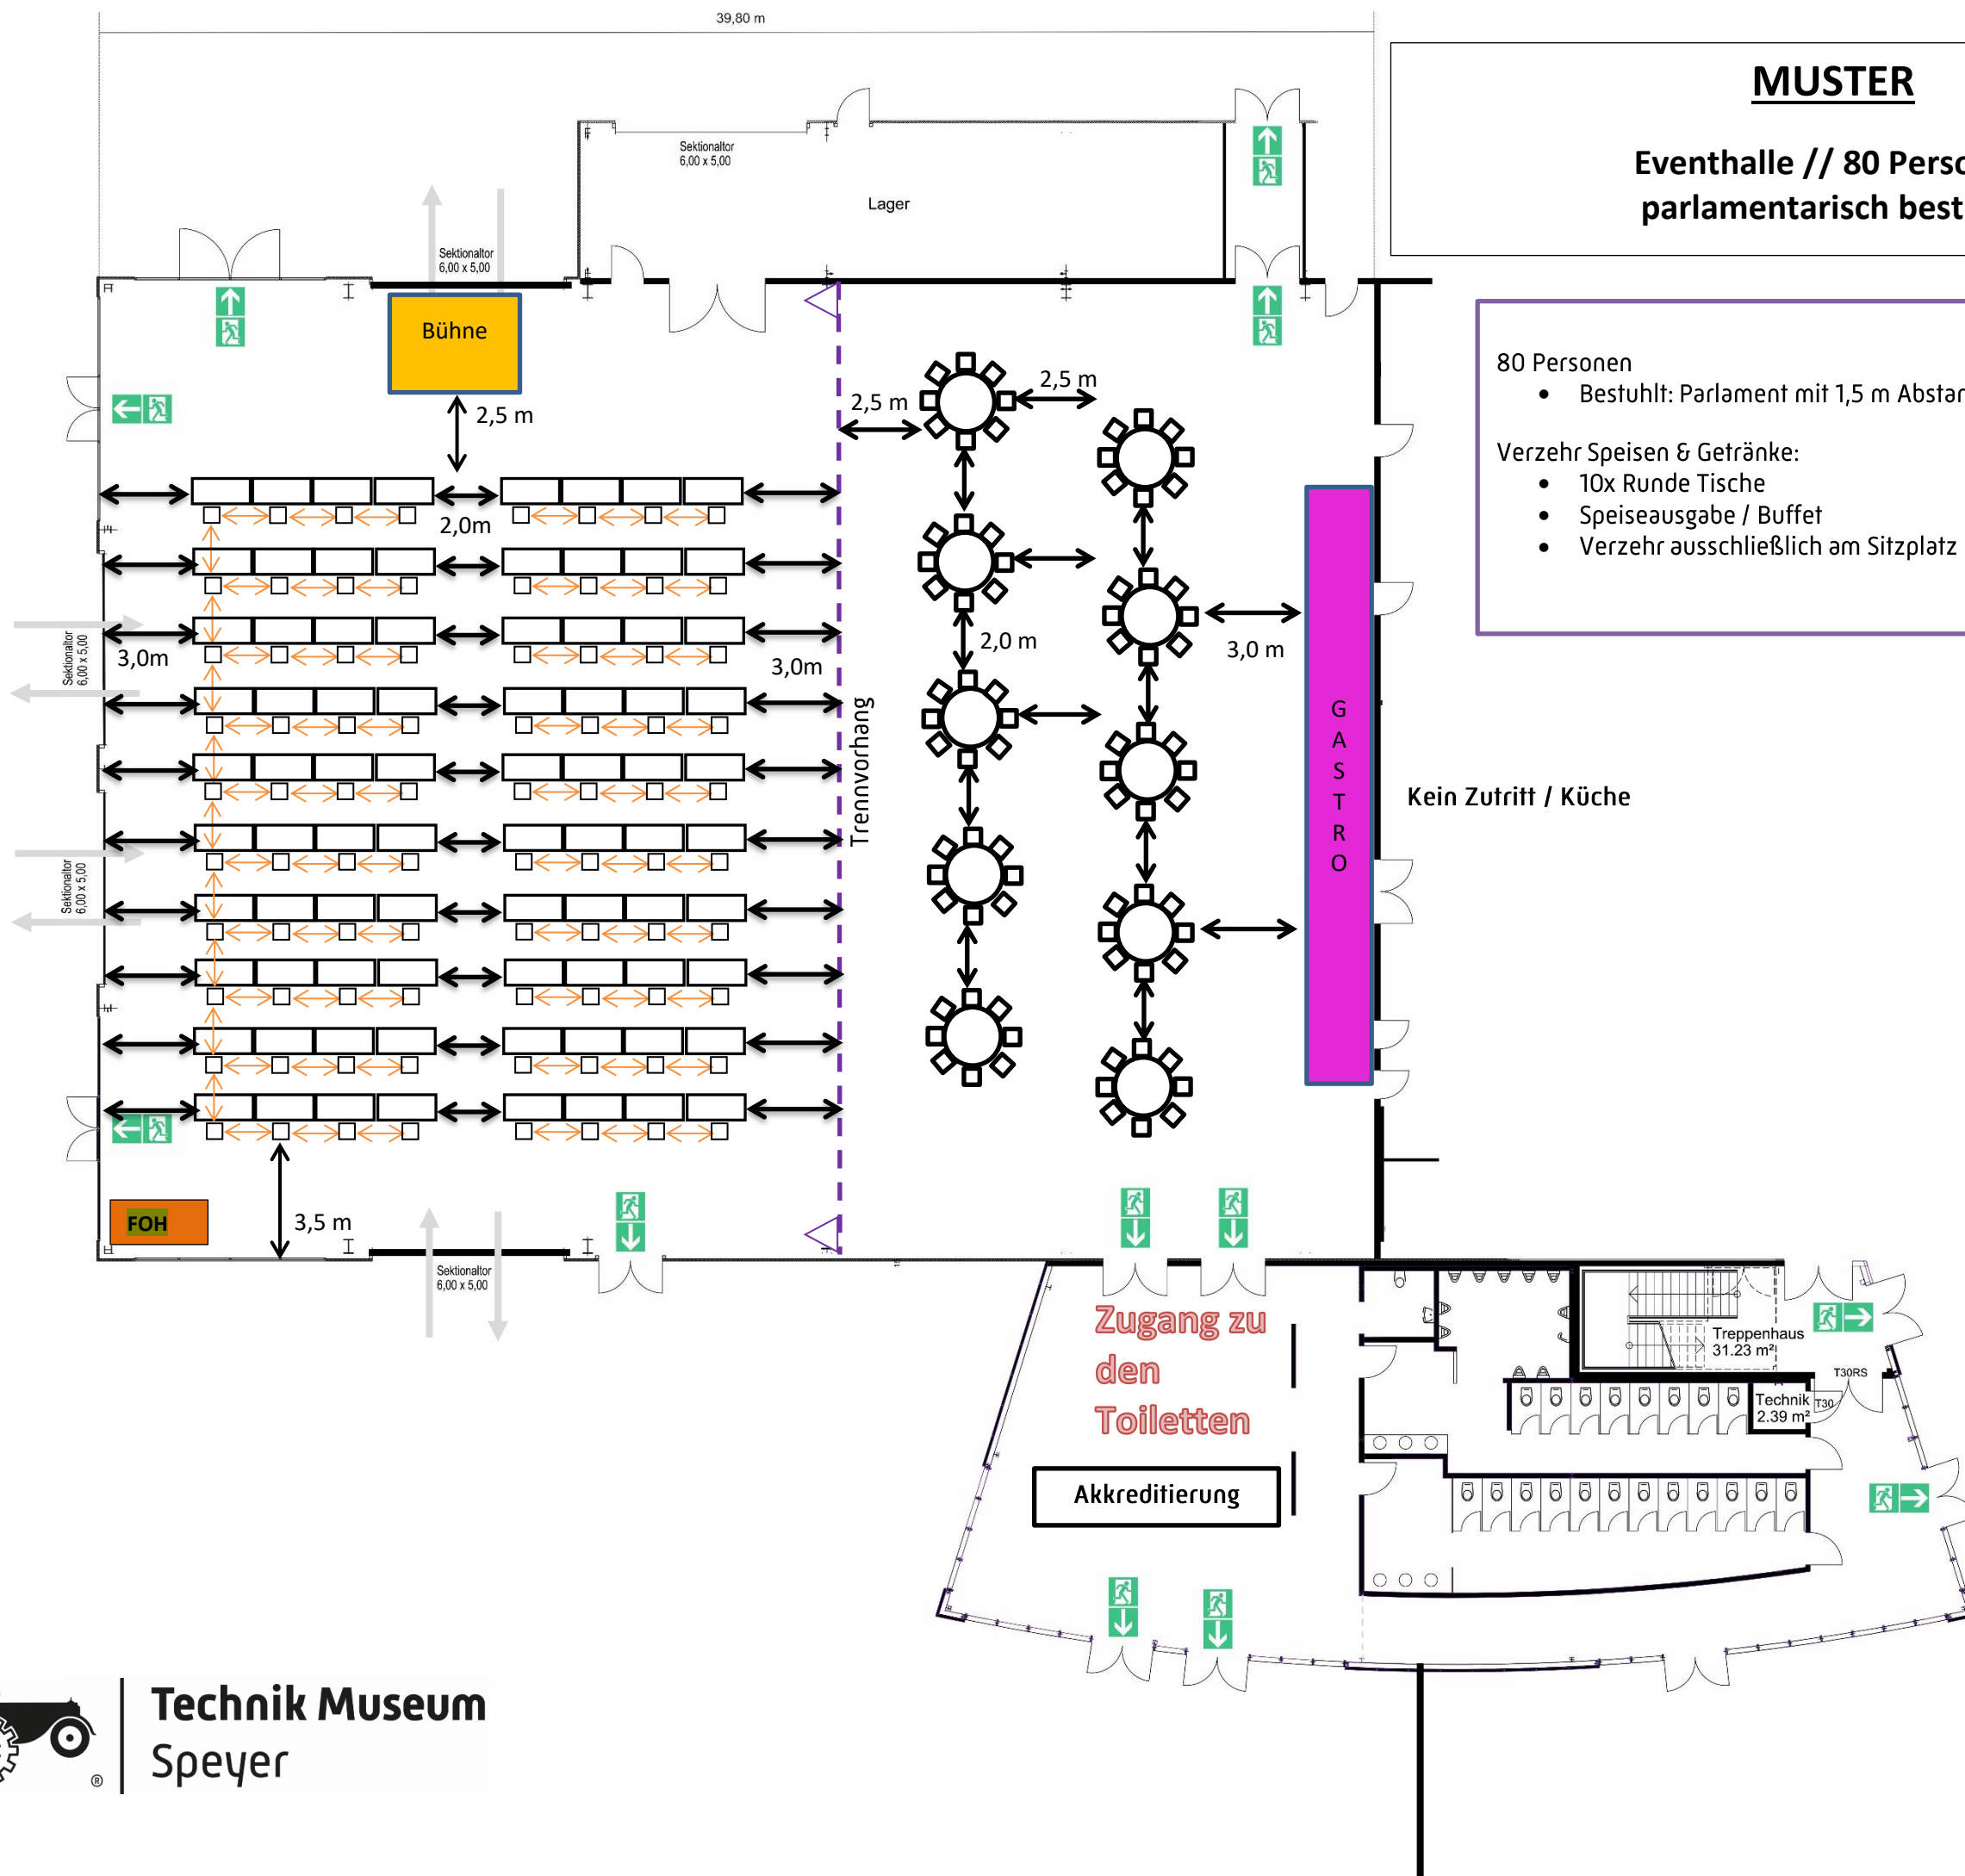 39,80 m
MUSTER
Eventhalle // 80 Perso
parlamentarisch best
Sektionaltor
6,00 x 5,00
Lager
Sektionaltor
6,00 x 5,00
Bühne
80 Personen
• Bestuhlt: Parlament mit 1,5 m Abstan
Verzehr Speisen & Getränke:
• 10x Runde Tische
• Speiseausgabe / Buffet
• Verzehr ausschließlich am Sitzplatz
2,5 m
2,5 m
2,5 m
2,0m
3,0m
3,0m
2,0 m
3,0 m
Sektionaltor
6,00 x 5,00
Trennvorhang
G
A
S
T
R
O
Kein Zutritt / Küche
Sektionaltor
6,00 x 5,00
FOH
3,5 m
Sektionaltor
6,00 x 5,00
Zugang zu
den
Toiletten
Akkreditierung
Treppenhaus
31.23 m²
T30RS
Technik
2.39 m²
T30
Technik Museum
Speyer
®